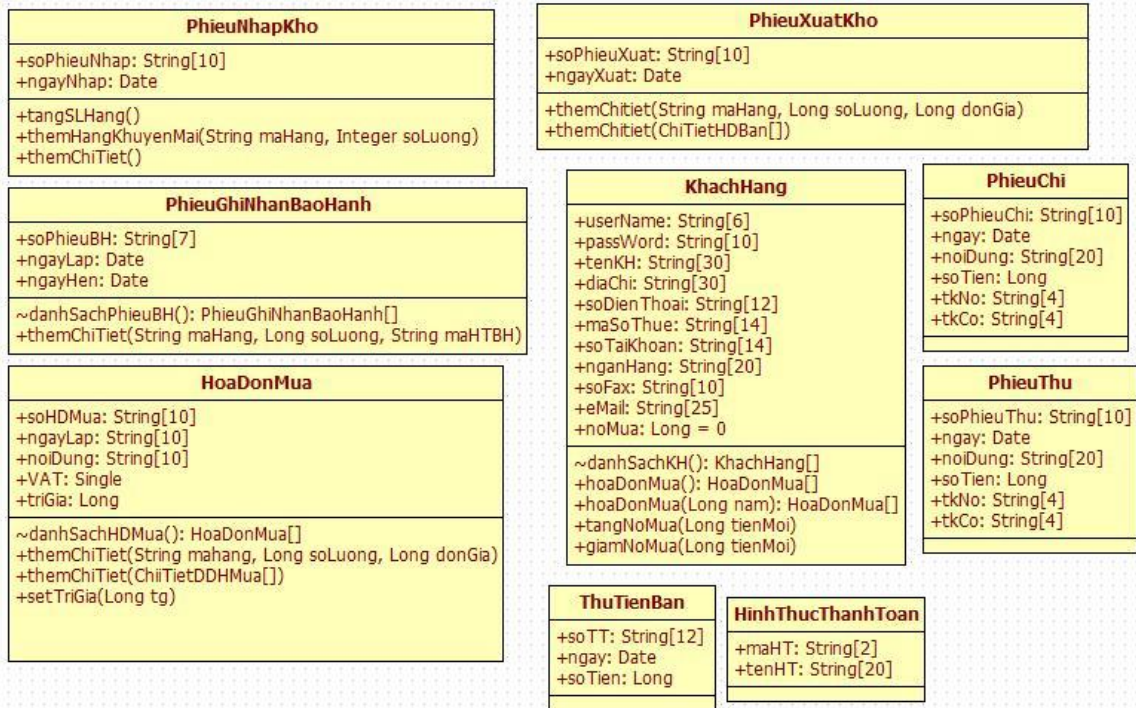 PhieuNhapKho
+soPhieuNhap: String[10]
+ngayNhap: Date
+tangSLHang()
+themHangKhuyenMai(String maHang, Integer soLuong)
+themChiTiet()
PhieuXuatKho
+soPhieuXuat: String[10]
+ngayXuat: Date
+themChitiet(String maHang, Long soLuong, Long donGia)
+themChitiet(ChiTietHDBan[])
PhieuGhiNhanBaoHanh
+soPhieuBH: String[7]
+ngayLap: Date
+ngayHen: Date
~danhSachPhieuBH(): PhieuGhiNhanBaoHanh[]
+themChiTiet(String maHang, Long soLuong, String maHTBH)
KhachHang
+userName: String[6]
+passWord: String[10]
+tenKH: String[30]
+diaChi: String[30]
+soDienThoai: String[12]
+maSoThue: String[14]
+soTaiKhoan: String[14]
+nganHang: String[20]
+soFax: String[10]
+eMail: String[25]
+noMua: Long = 0
~danhSachKH(): KhachHang[]
+hoaDonMua(): HoaDonMua[]
+hoaDonMua(Long nam): HoaDonMua[]
+tangNoMua(Long tienMoi)
+giamNoMua(Long tienMoi)
PhieuChi
+soPhieuChi: String[10]
+ngay: Date
+noiDung: String[20]
+soTien: Long
+tkNo: String[4]
+tkCo: String[4]
HoaDonMua
+soHDMua: String[10]
+ngayLap: String[10]
+noiDung: String[10]
+VAT: Single
+triGia: Long
~danhSachHDMua(): HoaDonMua[]
+themChiTiet(String mahang, Long soLuong, Long donGia)
+themChiTiet(ChiiTietDDHMua[])
+setTriGia(Long tg)
PhieuThu
+soPhieuThu: String[10]
+ngay: Date
+noiDung: String[20]
+soTien: Long
+tkNo: String[4]
+tkCo: String[4]
ThuTienBan
+soTT: String[12]
+ngay: Date
+soTien: Long
HinhThucThanhToan
+maHT: String[2]
+tenHT: String[20]